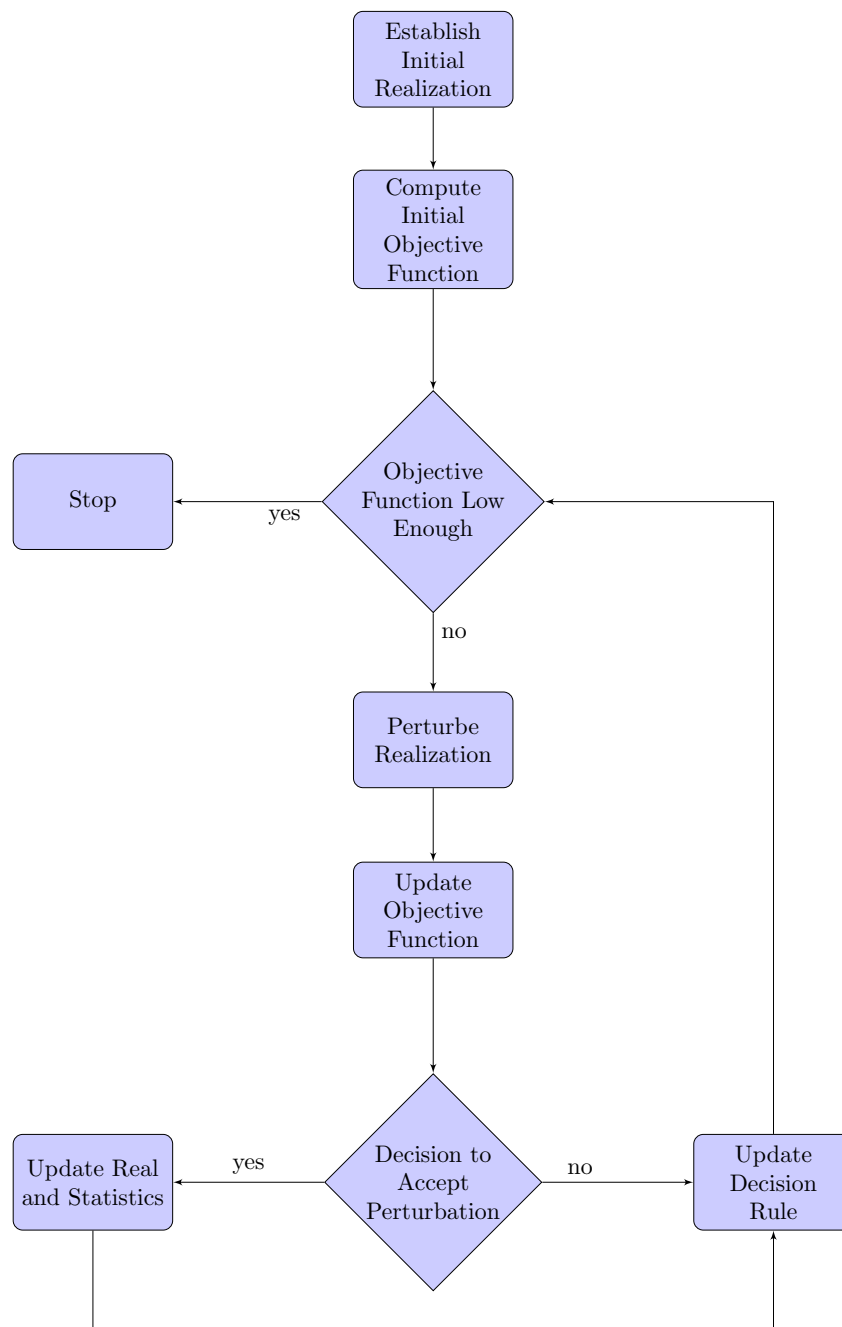 Establish
Initial
Realization
Compute
Initial
Objective
Function
Objective
Function Low
Enough
Stop
yes
no
Perturbe
Realization
Update
Objective
Function
Decision to
Accept
Perturbation
yes
Update Real
and Statistics
no
Update
Decision
Rule